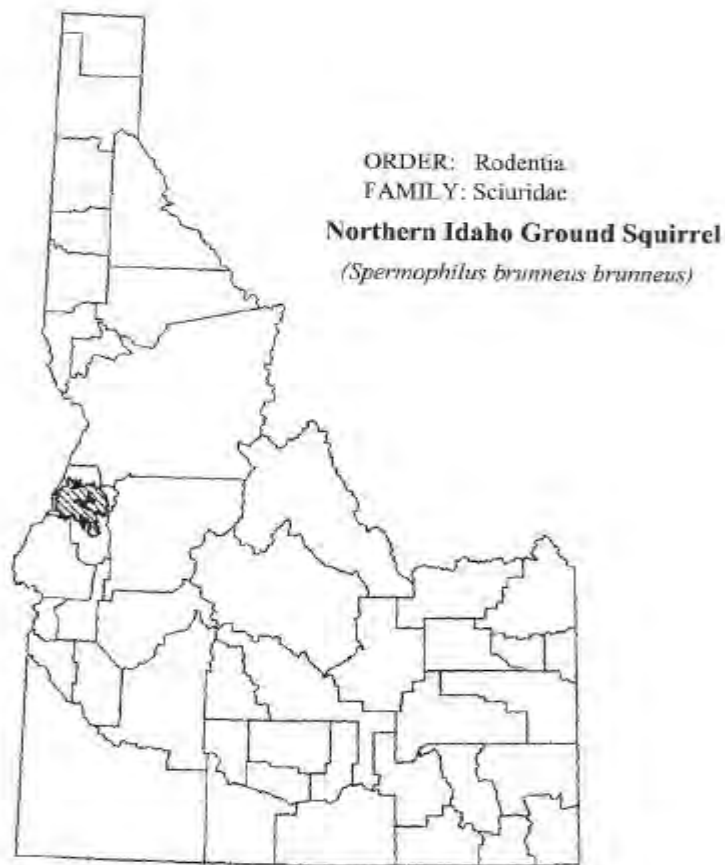 ORDER: Rodentia
FAMILY: Sciuridae
Northern Idaho Ground Squirrel
(Spermophilus brunneus brunneus)